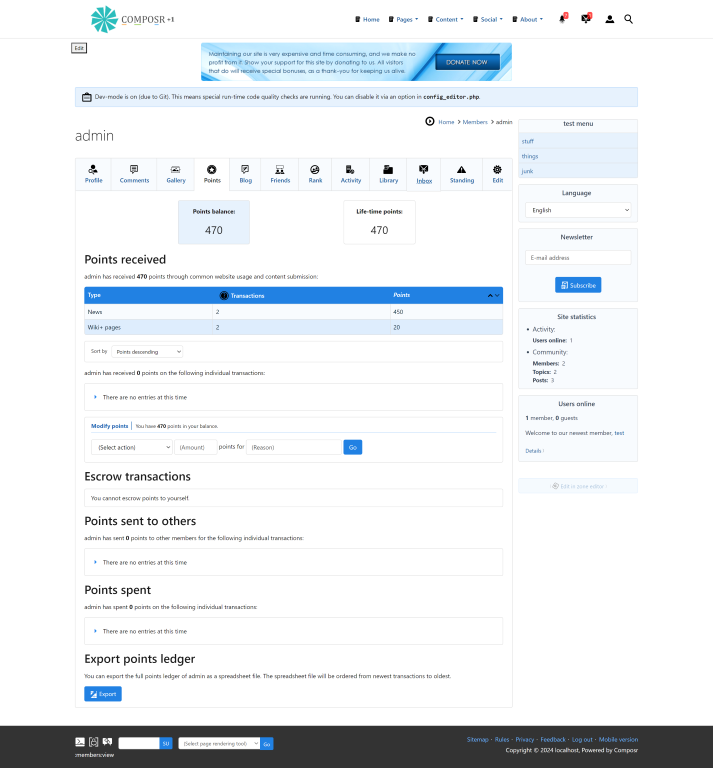 COMPOSR +1
Home Pages Content Social About
Edit
Maintaining our site is very expensive and time consuming, and we make no
profit from it. Show your support for this site by donating to us. All visitors
that do will receive special bonuses, as a thank-you for keeping us alive.
DONATE NOW
Dev-mode is on (due to Git). This means special run-time code quality checks are running. You can disable it via an option in config_editor.php.
Home > Members > admin
admin
Profile Comments Gallery Points Blog Friends Rank Activity Library Inbox Standing Edit
Points balance:
470
Life-time points:
470
Points received
admin has received 470 points through common website usage and content submission:
Type Transactions Points
News 2 450
Wiki+ pages 2 20
Sort by Points descending
admin has received 0 points on the following individual transactions:
There are no entries at this time
Modify points You have 470 points in your balance.
(Select action) (Amount) points for (Reason) Go
Escrow transactions
You cannot escrow points to yourself.
Points sent to others
admin has sent 0 points to other members for the following individual transactions:
There are no entries at this time
Points spent
admin has spent 0 points on the following individual transactions:
There are no entries at this time
Export points ledger
You can export the full points ledger of admin as a spreadsheet file. The spreadsheet file will be ordered from newest transactions to oldest.
Export
test menu
stuff
things
junk
Language
English
Newsletter
E-mail address
Subscribe
Site statistics
Activity:
Users online: 1
Community:
Members: 2
Topics: 2
Posts: 3
Users online
1 member, 0 guests
Welcome to our newest member, test
Details
Edit in zone editor
SU (Select page rendering tool) Go
:members:view
Sitemap · Rules · Privacy · Feedback · Log out · Mobile version
Copyright © 2024 localhost, Powered by Composr